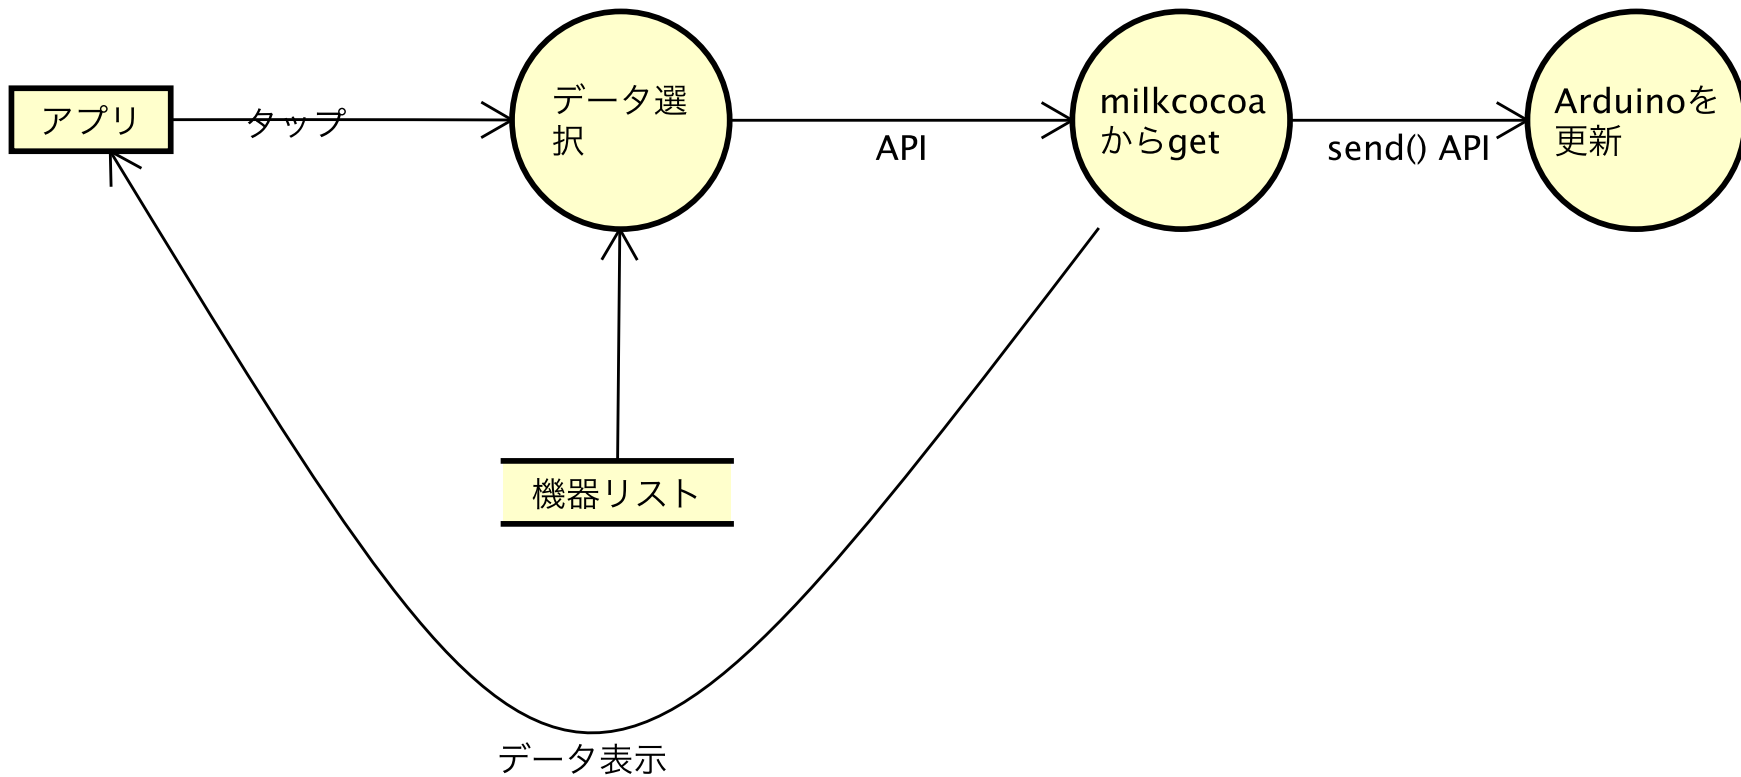 アプリ
タップ
データ選
択
API
milkcocoa
からget
send() API
Arduinoを
更新
機器リスト
データ表示